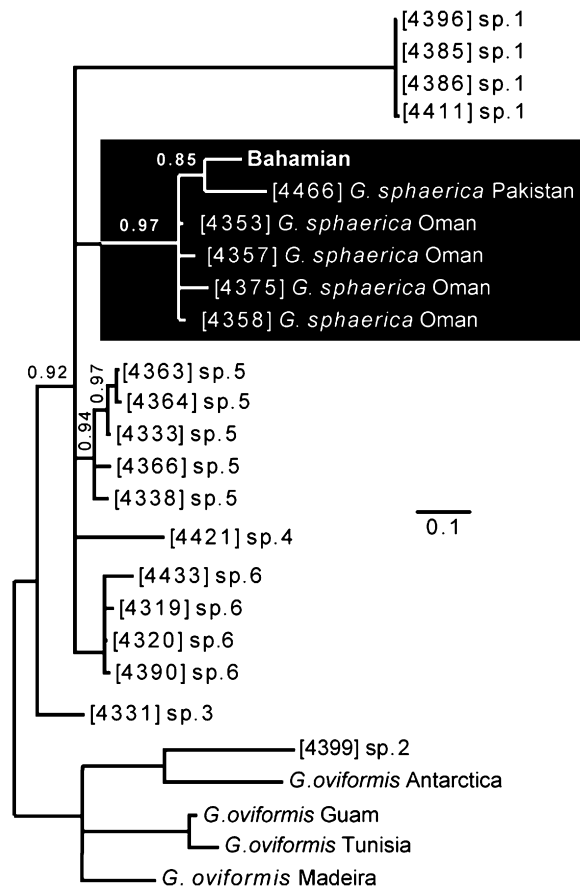 [4396] sp.1
[4385] sp.1
[4386] sp.1
[4411] sp.1
0.85 Bahamian
[4466] G. sphaerica Pakistan
0.97 [4353] G. sphaerica Oman
[4357] G. sphaerica Oman
[4375] G. sphaerica Oman
[4358] G. sphaerica Oman
0.92 0.97 [4363] sp.5
[4364] sp.5
0.94 [4333] sp.5
[4366] sp.5
[4338] sp.5
0.1
[4421] sp.4
[4433] sp.6
[4319] sp.6
[4320] sp.6
[4390] sp.6
[4331] sp.3
[4399] sp.2
G.oviformis Antarctica
G.oviformis Guam
G.oviformis Tunisia
G. oviformis Madeira